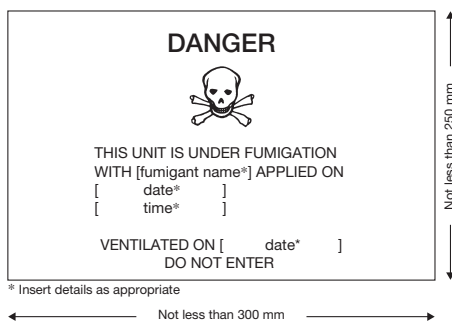 DANGER
THIS UNIT IS UNDER FUMIGATION
WITH [fumigant name*] APPLIED ON
[ date* ]
[ time* ]
VENTILATED ON [ date* ]
DO NOT ENTER
* Insert details as appropriate
Not less than 300 mm
Not less than 250 mm